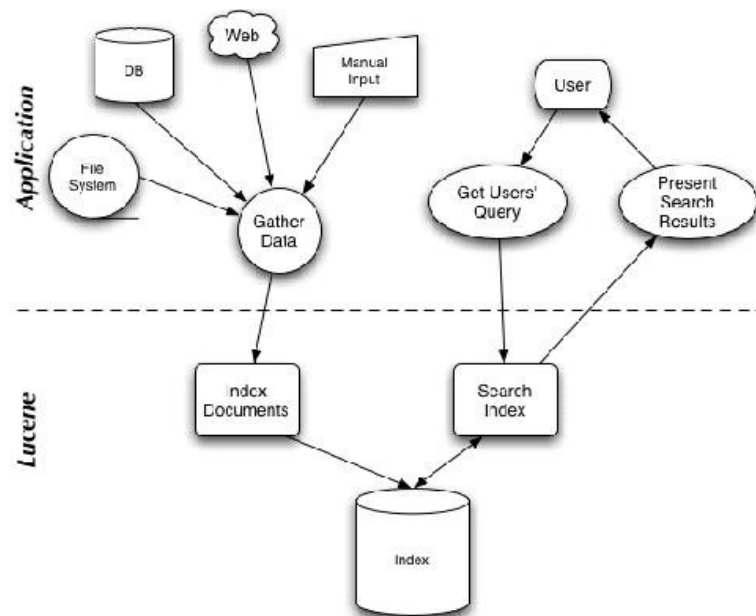 Application
DB
Web
Manual
Input
User
File
System
Gather
Data
Get Users'
Query
Present
Search
Results
Lucene
Index
Documents
Search
Index
Index